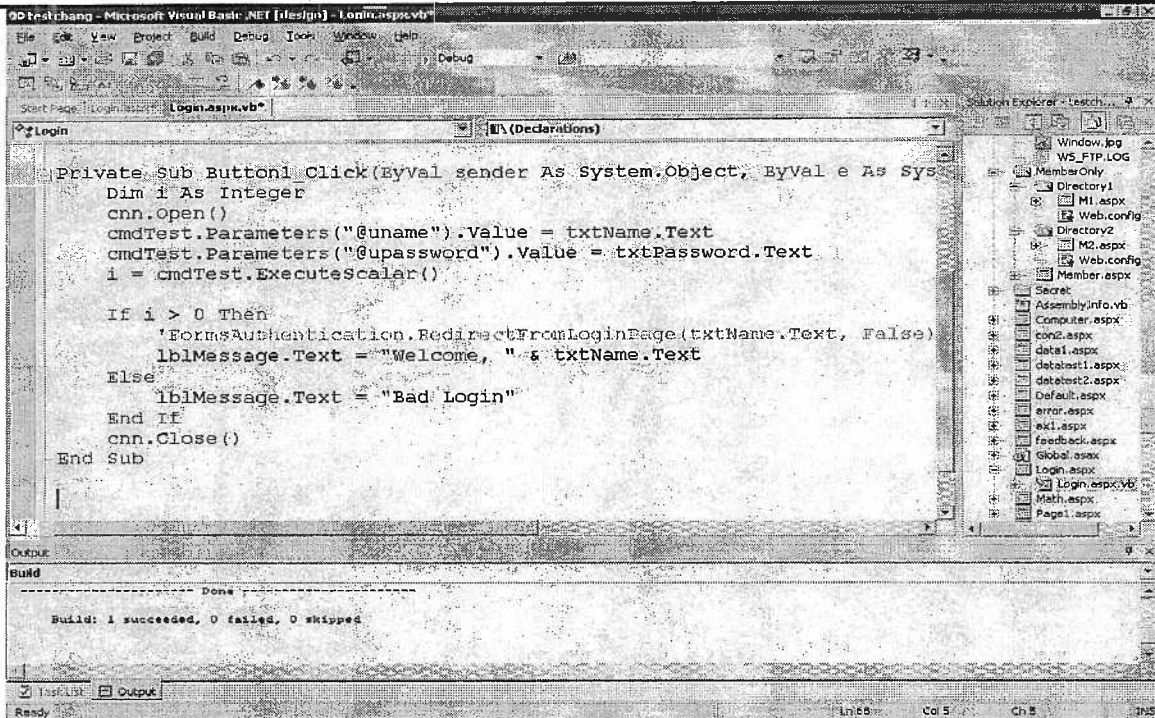 testchang - Microsoft Visual Basic .NET [design] - Login.aspx.vb*
File Edit View Project Build Debug Tools Window Help
Debug
Start Page Login.aspx* Login.aspx.vb*
Login
(Declarations)
Private Sub Button1 Click(ByVal sender As System.Object, ByVal e As Sys
Dim i As Integer
cnn.Open()
cmdTest.Parameters("@uname").Value = txtName.Text
cmdTest.Parameters("@upassword").Value = txtPassword.Text
i = cmdTest.ExecuteScalar()
If i > 0 Then
'FormsAuthentication.RedirectFromLoginPage(txtName.Text, False)
lblMessage.Text = "Welcome, " & txtName.Text
Else
lblMessage.Text = "Bad Login"
End If
cnn.Close()
End Sub
Solution Explorer - testch...
Window.jpg
WS_FTP.LOG
MemberOnly
Directory1
M1.aspx
Web.config
Directory2
M2.aspx
Web.config
Member.aspx
Secret
AssemblyInfo.vb
Computer.aspx
con2.aspx
data1.aspx
datatest1.aspx
datatest2.aspx
Default.aspx
error.aspx
ex1.aspx
feedback.aspx
Global.asax
Login.aspx
Login.aspx.vb
Math.aspx
Page1.aspx
Output
Build
---------------------- Done ----------------------
Build: 1 succeeded, 0 failed, 0 skipped
Task List Output
Ready Ln 66 Col 5 Ch 5 INS